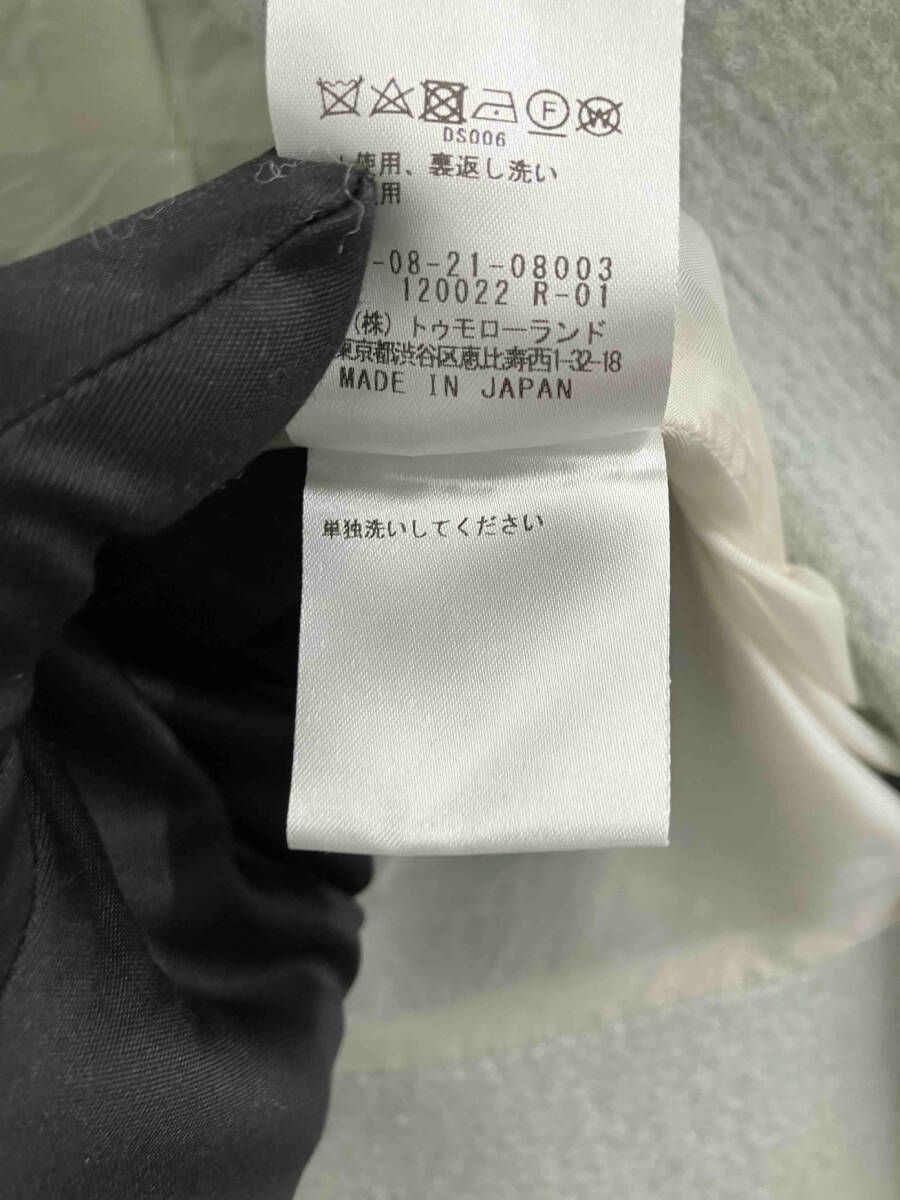 F W
DS006
使用、裏返し洗い
用
-08-21-08003
120022 R-01
(株) トゥモローランド
東京都渋谷区恵比寿西1-32-18
MADE IN JAPAN
単独洗いしてください